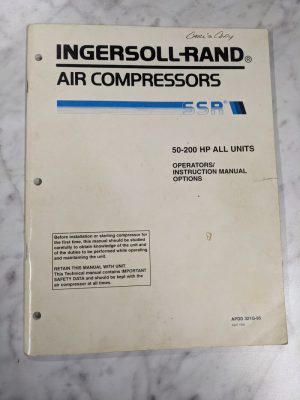 Carl's Copy
INGERSOLL-RAND®
AIR COMPRESSORS
SSR®
50-200 HP ALL UNITS
OPERATORS/
INSTRUCTION MANUAL
OPTIONS
Before installation or starting compressor for
the first time, this manual should be studied
carefully to obtain knowledge of the unit and
of the duties to be performed while operating
and maintaining the unit.
RETAIN THIS MANUAL WITH UNIT.
This Technical manual contains IMPORTANT
SAFETY DATA and should be kept with the
air compressor at all times.